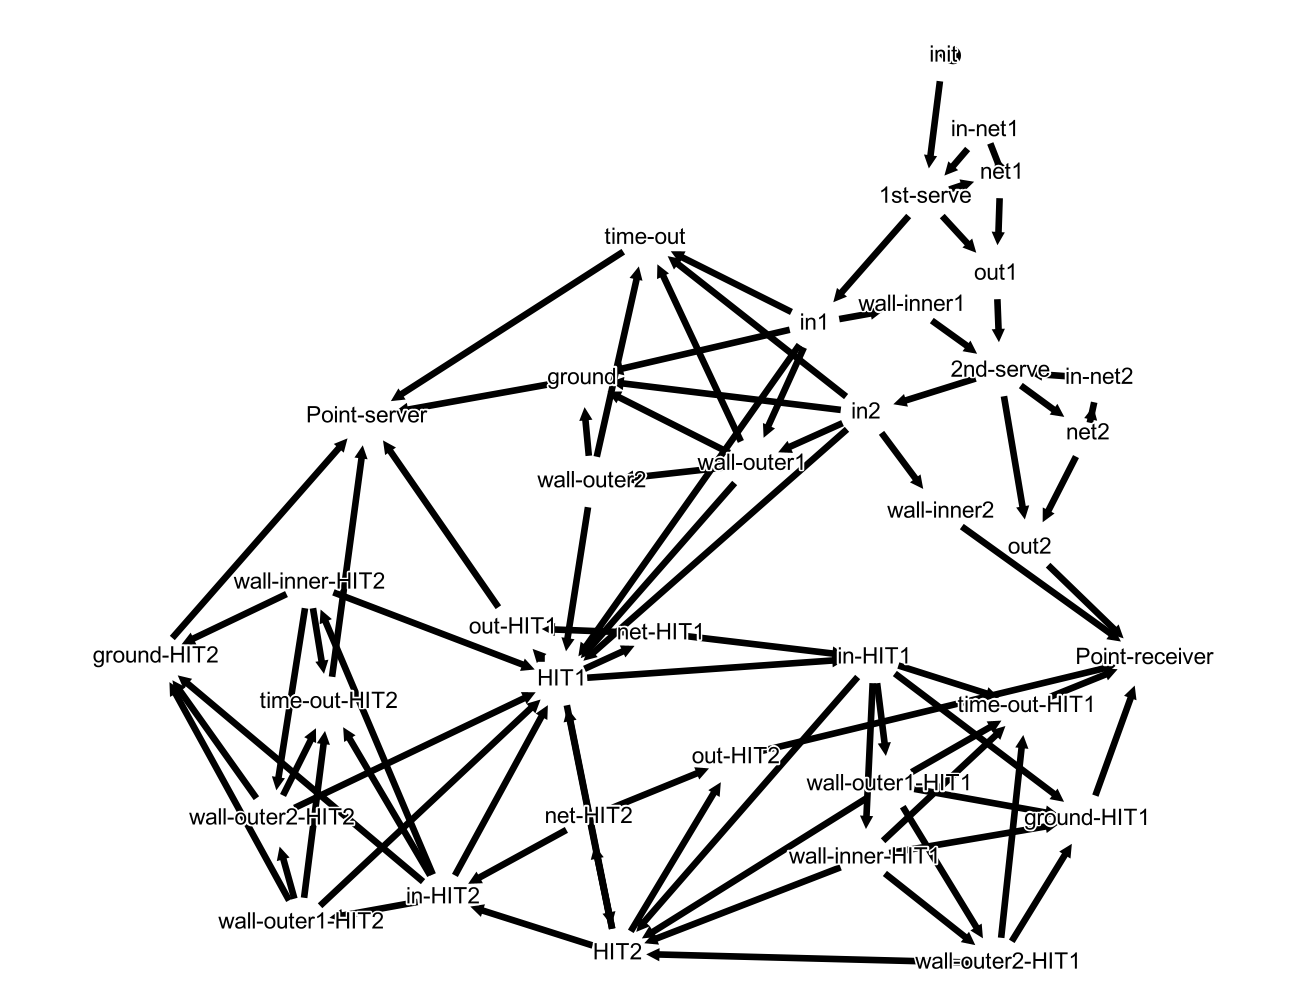 init
in-net1
net1
1st-serve
time-out
out1
wall-inner1
in1
2nd-serve
in-net2
ground
in2
Point-server
net2
wall-outer1
wall-outer2
wall-inner2
out2
wall-inner-HIT2
out-HIT1
net-HIT1
ground-HIT2
in-HIT1
Point-receiver
HIT1
time-out-HIT2
time-out-HIT1
out-HIT2
wall-outer1-HIT1
wall-outer2-HIT2
net-HIT2
ground-HIT1
wall-inner-HIT1
in-HIT2
wall-outer1-HIT2
HIT2
wall-outer2-HIT1